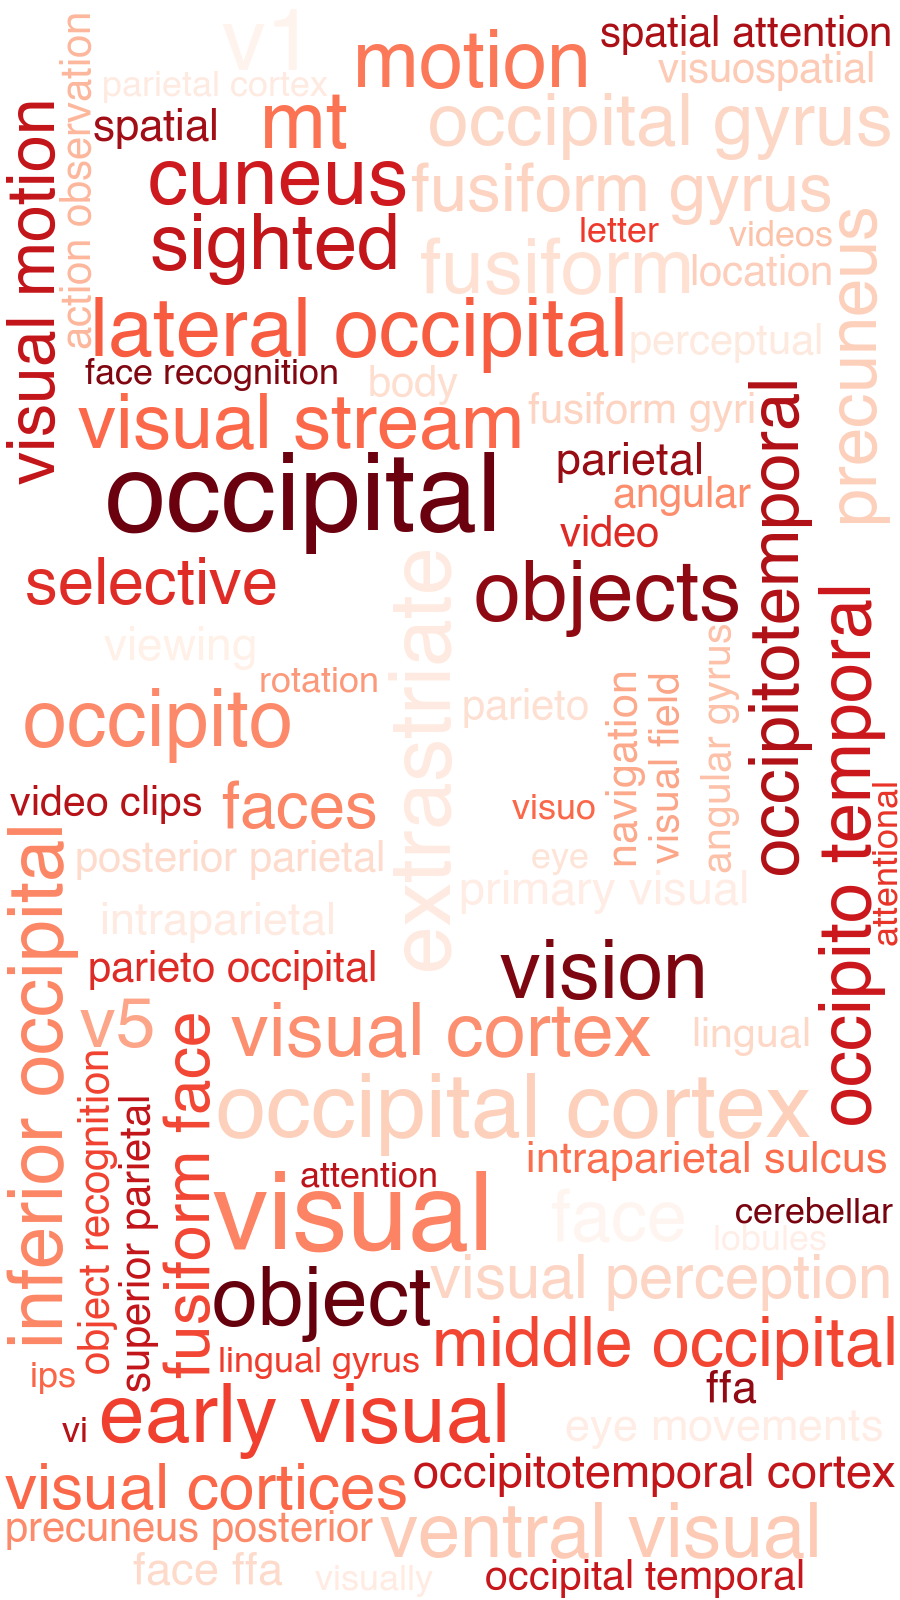 v1
motion
spatial attention
parietal cortex
visuospatial
action observation
spatial
mt
occipital gyrus
visual motion
cuneus
fusiform gyrus
sighted
letter
videos
fusiform
location
precuneus
lateral occipital
perceptual
face recognition
body
visual stream
fusiform gyri
occipitotemporal
occipital
parietal
angular
video
selective
extrastriate
objects
occipito temporal
viewing
rotation
occipito
parieto
navigation
visual field
angular gyrus
video clips
faces
visuo
attentional
inferior occipital
posterior parietal
eye
primary visual
intraparietal
parieto occipital
vision
v5
fusiform face
visual cortex
lingual
object recognition
superior parietal
occipital cortex
intraparietal sulcus
attention
visual
face
cerebellar
lobules
visual perception
object
middle occipital
lingual gyrus
ips
ffa
vi
early visual
eye movements
visual cortices
occipitotemporal cortex
precuneus posterior
ventral visual
face ffa
visually
occipital temporal